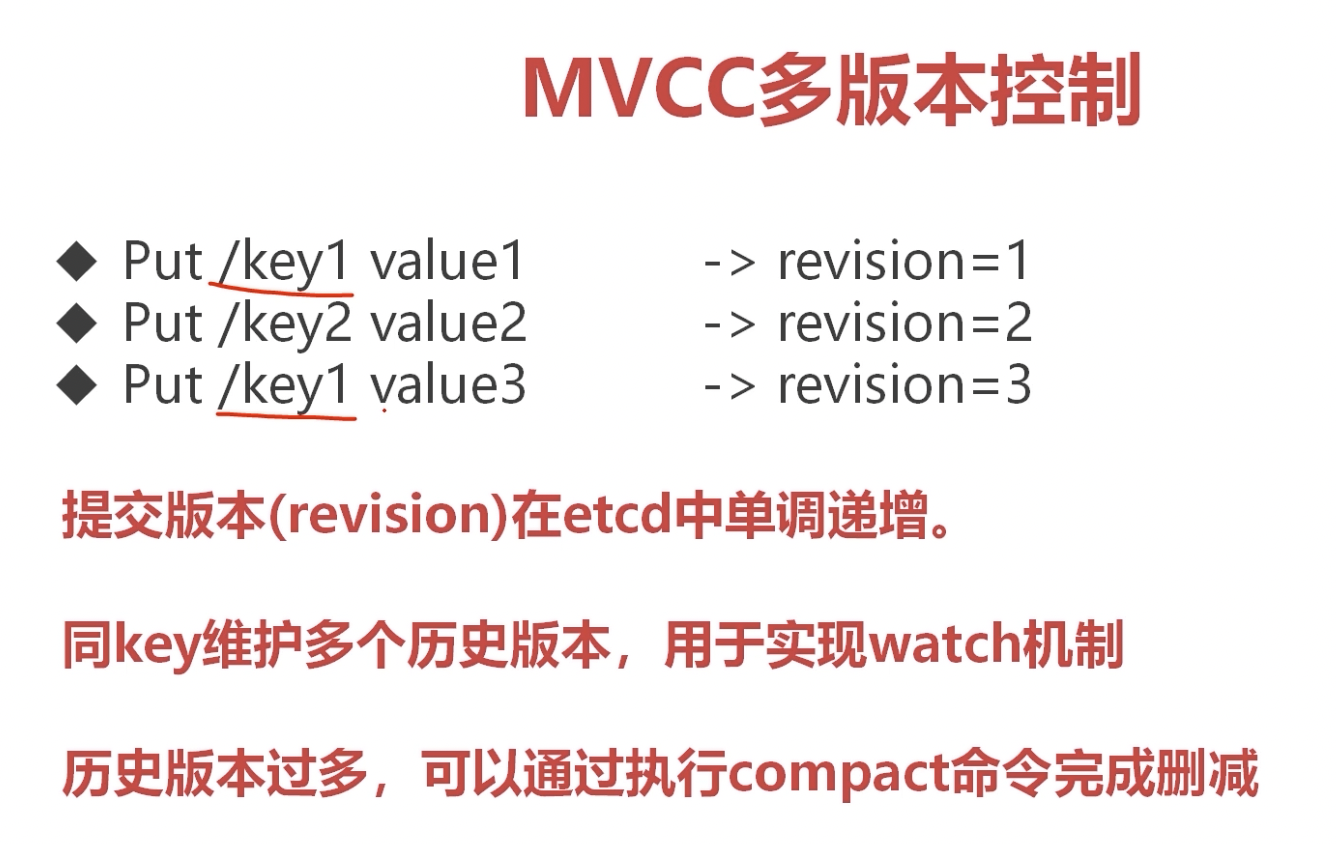 MVCC多版本控制
◆ Put /key1 value1 -> revision=1
◆ Put /key2 value2 -> revision=2
◆ Put /key1 value3 -> revision=3
提交版本(revision)在etcd中单调递增。
同key维护多个历史版本，用于实现watch机制
历史版本过多，可以通过执行compact命令完成删减